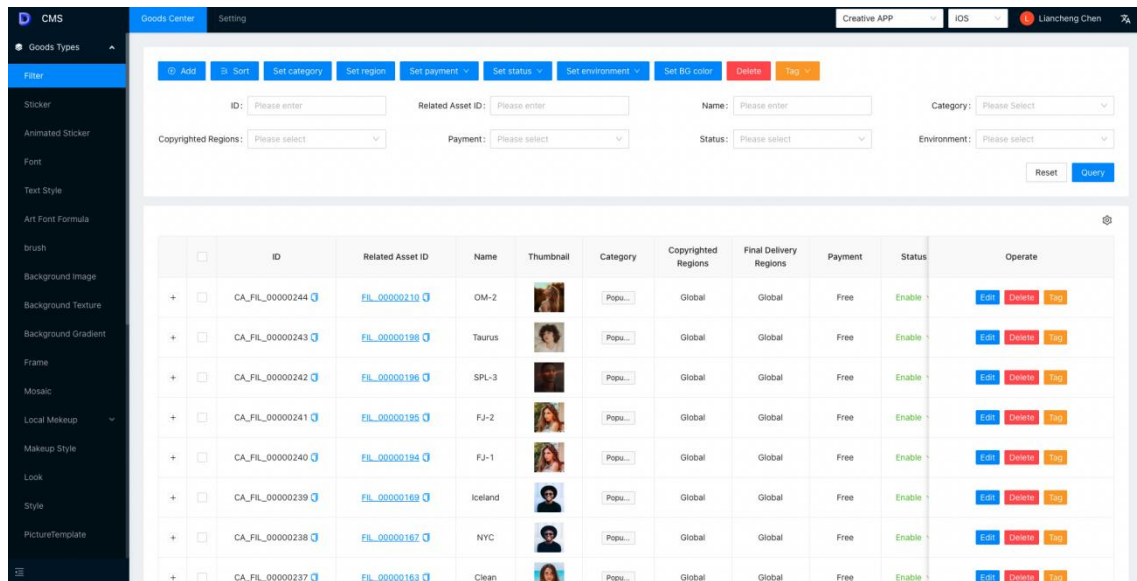 CMS
Goods Center
Setting
Creative APP
iOS
L
Liancheng Chen
Goods Types
Filter
Sticker
Animated Sticker
Font
Text Style
Art Font Formula
brush
Background Image
Background Texture
Background Gradient
Frame
Mosaic
Local Mekeup
Makeup Style
Look
Style
PictureTemplate
Add
Sort
Set category
Set region
Set payment
Set status
Set environment
Set BG color
Delete
Tag
ID: Please enter
Related Asset ID: Please enter
Name: Please enter
Category: Please Select
Copyrighted Regions: Please select
Payment: Please select
Status: Please select
Environment: Please select
Reset
Query
ID Related Asset ID Name Thumbnail Category Copyrighted Regions Final Delivery Regions Payment Status Operate
+ CA_FIL_00000244 FIL_00000210 OM-2 Popu... Global Global Free Enable Edit Delete Tag
+ CA_FIL_00000243 FIL_00000198 Taurus Popu... Global Global Free Enable Edit Delete Tag
+ CA_FIL_00000242 FIL_00000196 SPL-3 Popu... Global Global Free Enable Edit Delete Tag
+ CA_FIL_00000241 FIL_00000195 FJ-2 Popu... Global Global Free Enable Edit Delete Tag
+ CA_FIL_00000240 FIL_00000194 FJ-1 Popu... Global Global Free Enable Edit Delete Tag
+ CA_FIL_00000239 FIL_00000169 Iceland Popu... Global Global Free Enable Edit Delete Tag
+ CA_FIL_00000238 FIL_00000167 NYC Popu... Global Global Free Enable Edit Delete Tag
+ CA_FIL_00000237 FIL_00000163 Clean Popu... Global Global Free Enable Edit Delete Tag